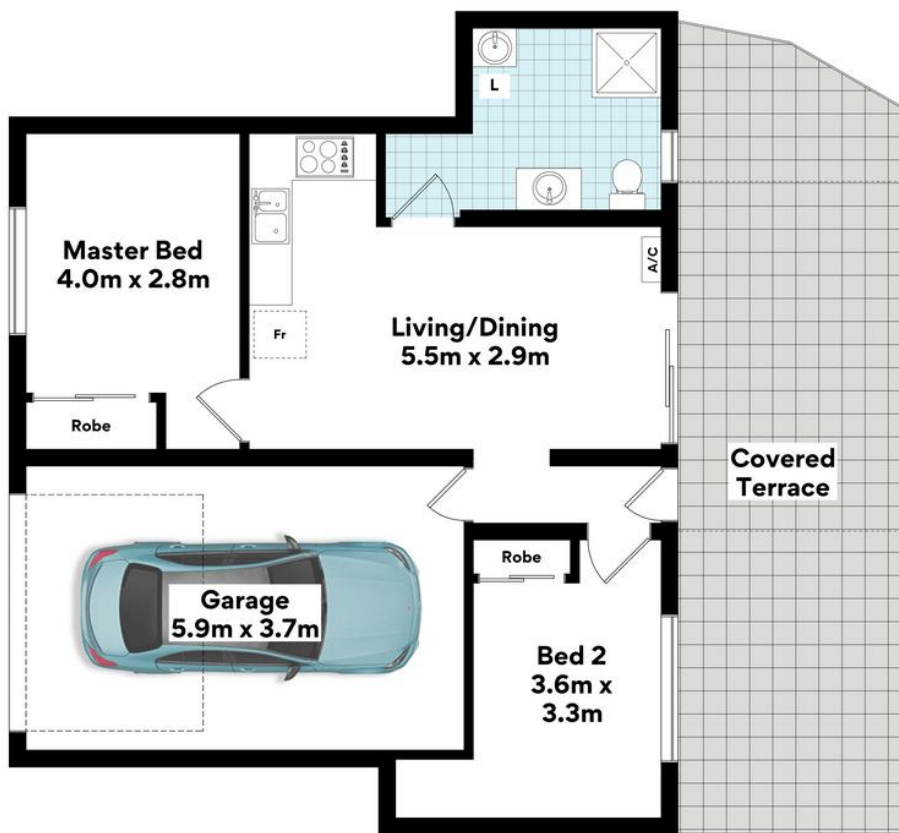 L
Master Bed
4.0m x 2.8m
A/C
Fr
Living/Dining
5.5m x 2.9m
Robe
Covered
Terrace
Robe
Garage
5.9m x 3.7m
Bed 2
3.6m x
3.3m